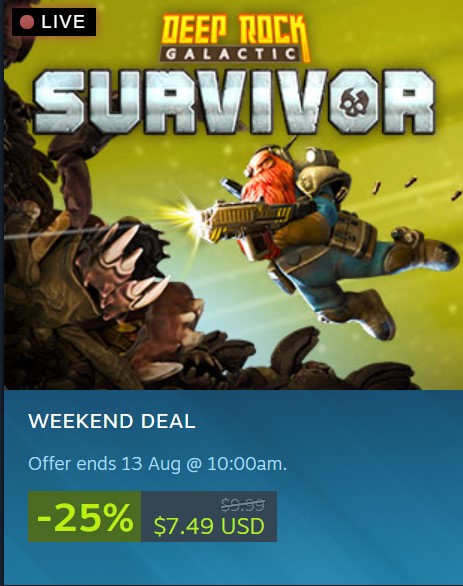 LIVE
DEEP ROCK
GALACTIC
SURVIVOR
WEEKEND DEAL
Offer ends 13 Aug @ 10:00am.
-25%
$9.99
$7.49 USD